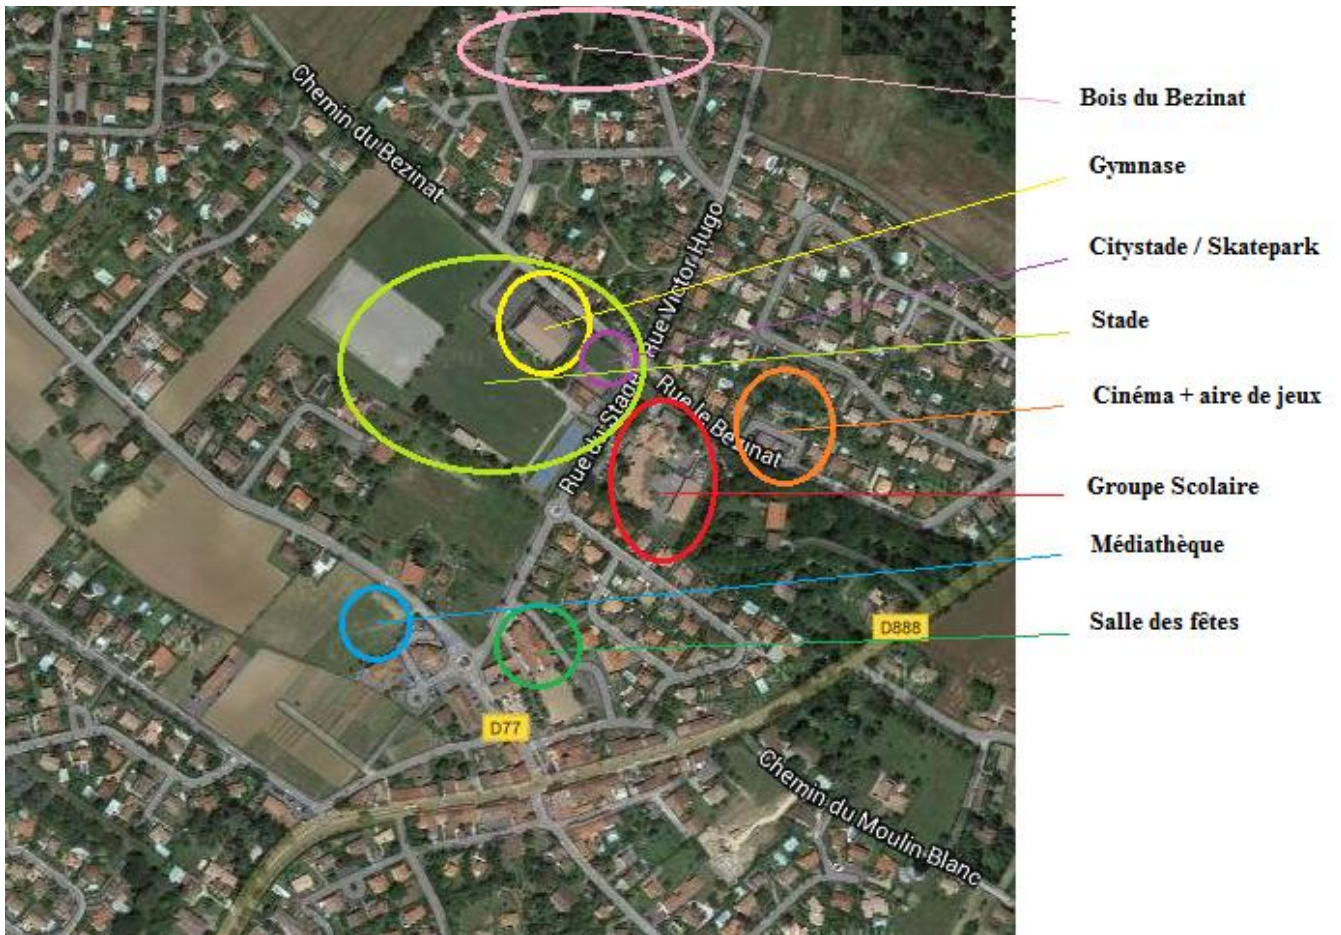 Chemin du Bezinat
Bois du Bezinat
Gymnase
Rue Victor Hugo
Citystade / Skatepark
Stade
Rue du Stade
Rue le Bezinat
Cinéma + aire de jeux
Groupe Scolaire
Médiathèque
Salle des fêtes
D888
D77
Chemin du Moulin Blanc